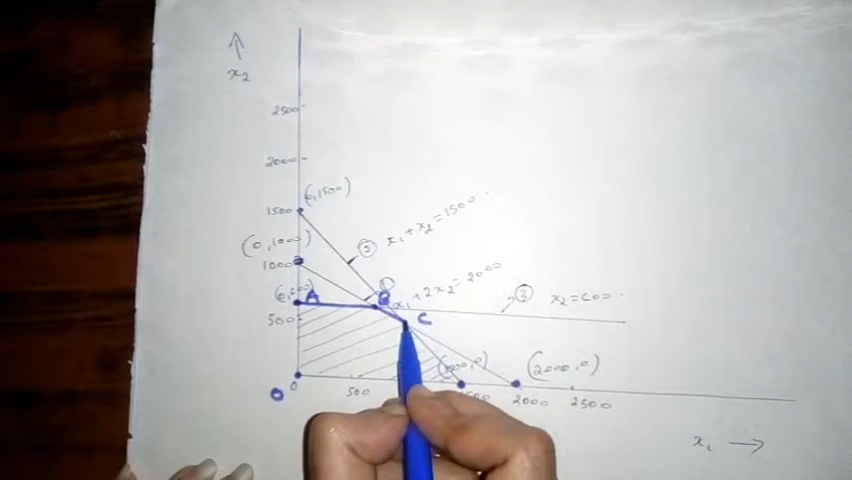 x2
2500
2000
(0,1500)
1500
② x1 + x2 = 1500
(0,1000)
1000
① x1 + 2x2 = 2000
A
B
③ x2 = 600
500
C
(2000,0)
O
0
500
2000
2500
x1